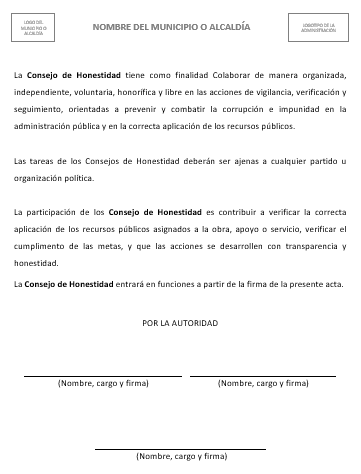 LOGO DEL
MUNICIPIO O
ALCALDÍA
NOMBRE DEL MUNICIPIO O ALCALDÍA
LOGOTIPO DE LA
ADMINISTRACIÓN
La Consejo de Honestidad tiene como finalidad Colaborar de manera organizada,
independiente, voluntaria, honorífica y libre en las acciones de vigilancia, verificación y
seguimiento, orientadas a prevenir y combatir la corrupción e impunidad en la
administración pública y en la correcta aplicación de los recursos públicos.
Las tareas de los Consejos de Honestidad deberán ser ajenas a cualquier partido u
organización política.
La participación de los Consejo de Honestidad es contribuir a verificar la correcta
aplicación de los recursos públicos asignados a la obra, apoyo o servicio, verificar el
cumplimiento de las metas, y que las acciones se desarrollen con transparencia y
honestidad.
La Consejo de Honestidad entrará en funciones a partir de la firma de la presente acta.
POR LA AUTORIDAD
(Nombre, cargo y firma)
(Nombre, cargo y firma)
(Nombre, cargo y firma)